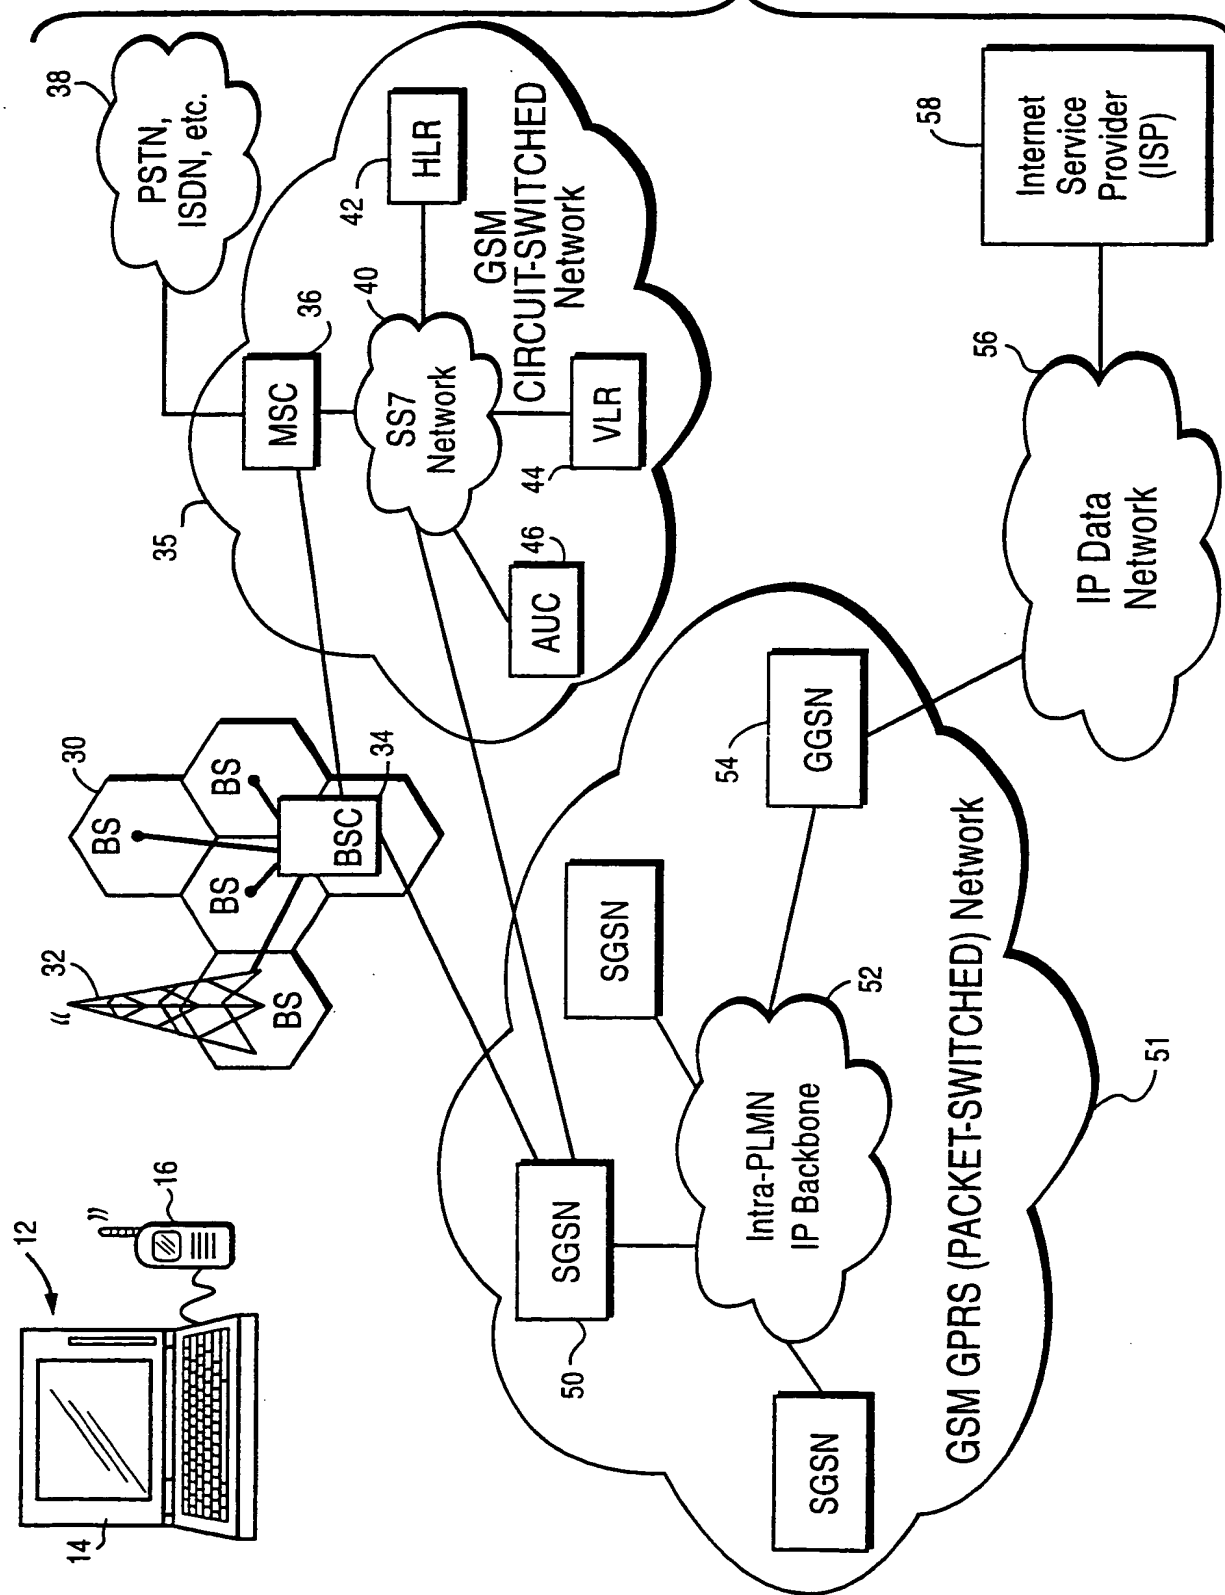 12
14
16
32
BS
BS
BS
BS
30
BSC
34
35
MSC
36
PSTN,
ISDN, etc.
38
SS7
Network
40
HLR
42
VLR
44
AUC
46
GSM
CIRCUIT-SWITCHED
Network
SGSN
50
SGSN
SGSN
Intra-PLMN
IP Backbone
52
GGSN
54
GSM GPRS (PACKET-SWITCHED) Network
51
IP Data
Network
56
Internet
Service
Provider
(ISP)
58